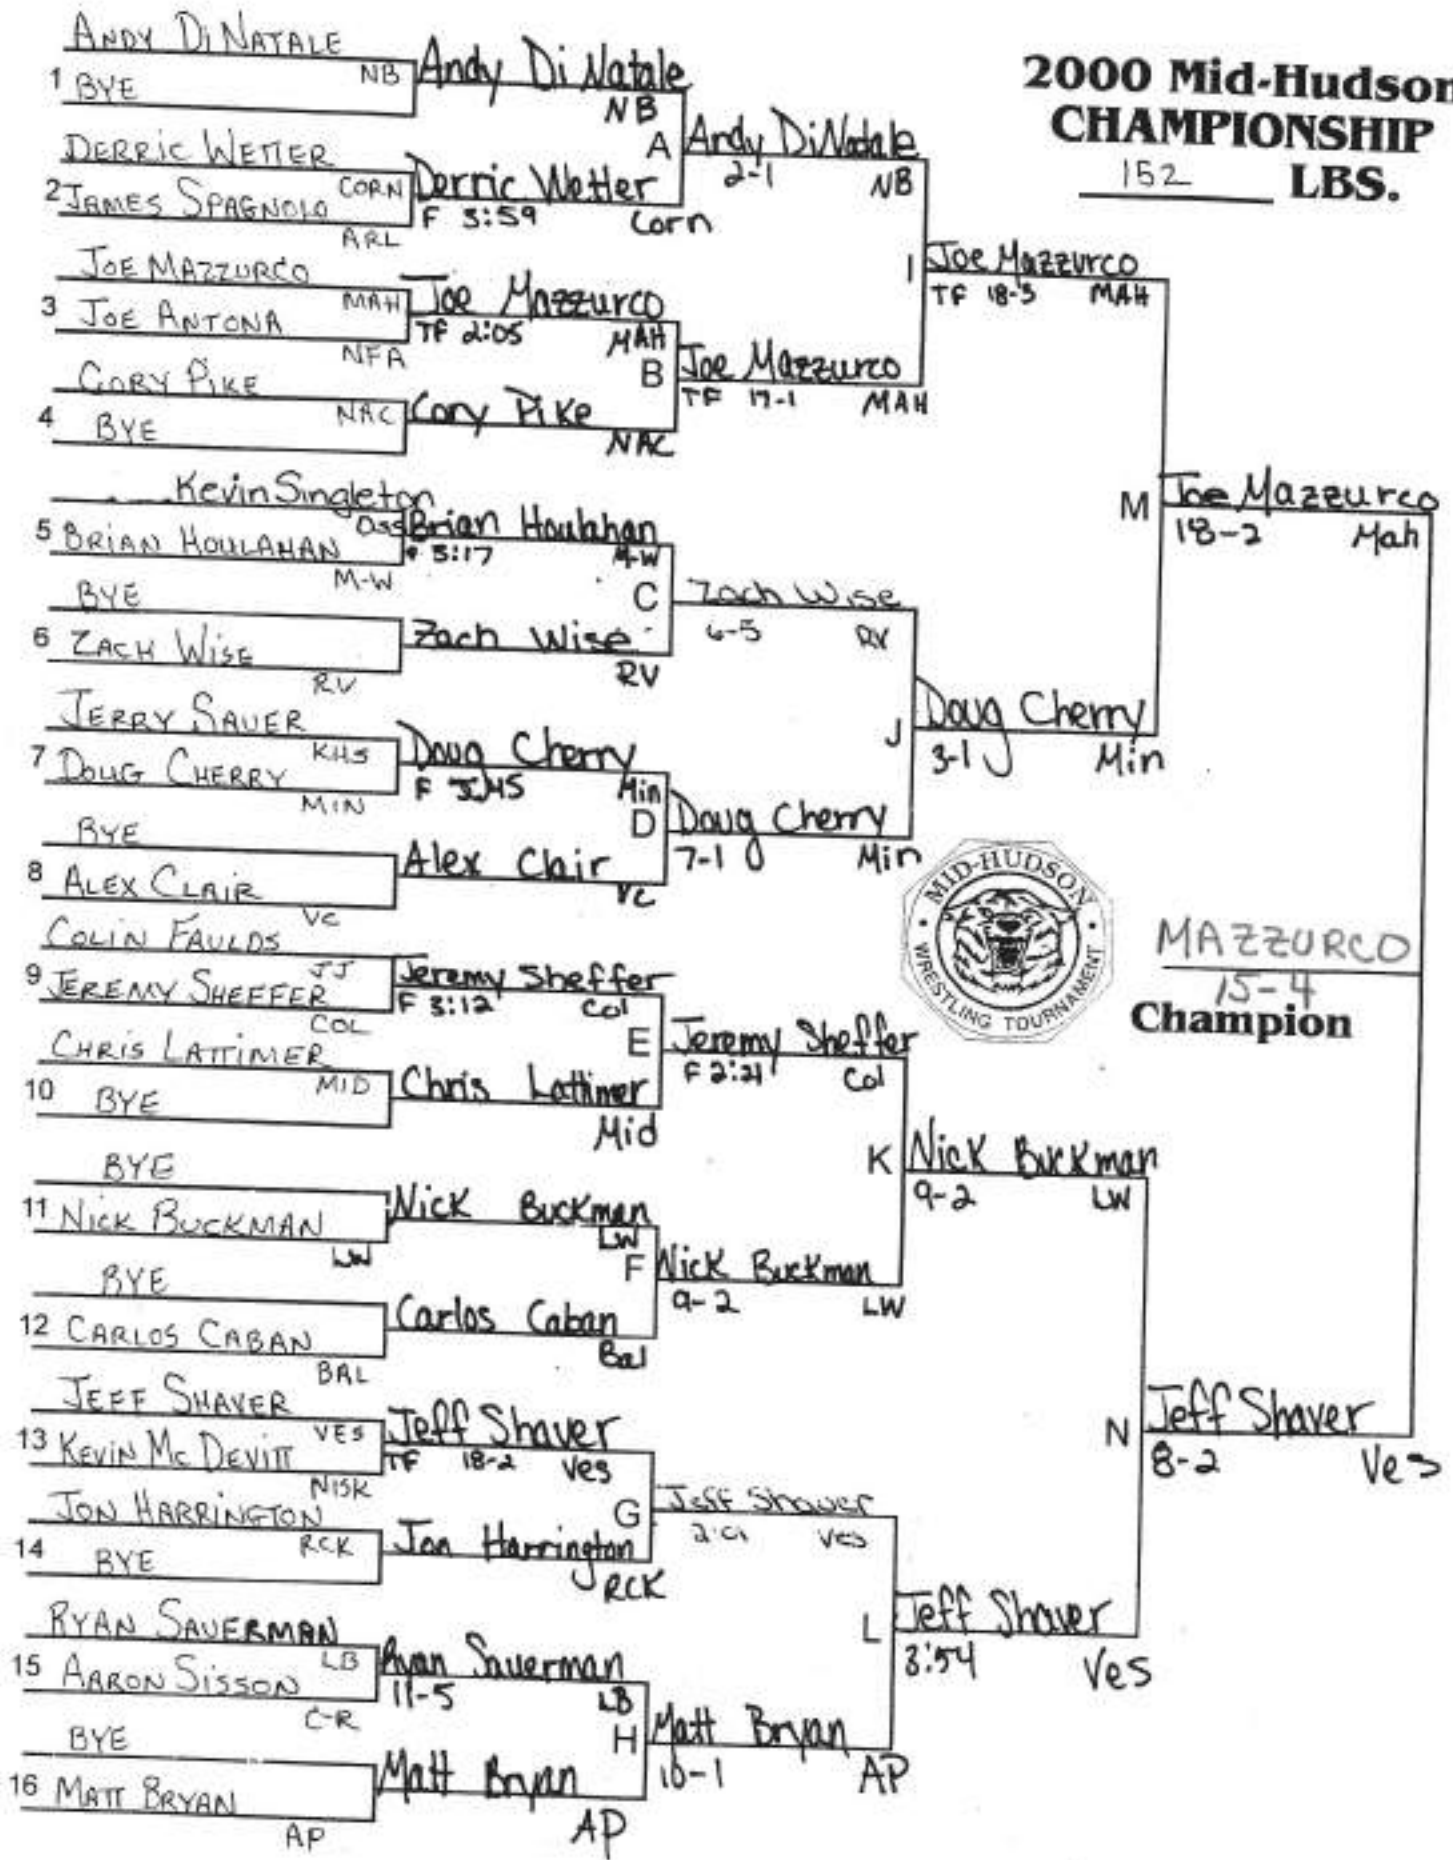 2000 Mid-Hudson
CHAMPIONSHIP
152 LBS.
ANDY DI NATALE
NB
1 BYE
DERRIC WETTER
CORN
2 JAMES SPAGNOLO
ARL
JOE MAZZURCO
MAH
3 JOE ANTONA
NFA
CORY PIKE
NAC
4 BYE
Kevin Singleton
Oss
5 BRIAN HOULAHAN
M-W
BYE
6 ZACH WISE
RV
JERRY SAUER
KHS
7 DOUG CHERRY
MIN
BYE
8 ALEX CLAIR
VC
COLIN FAULDS
JJ
9 JEREMY SHEFFER
COL
CHRIS LATTIMER
MID
10 BYE
BYE
11 NICK BUCKMAN
LW
BYE
12 CARLOS CABAN
BAL
JEFF SHAVER
VES
13 KEVIN MC DEVITT
NISK
JON HARRINGTON
RCK
14 BYE
RYAN SAUERMAN
LB
15 AARON SISSON
C-R
BYE
16 MATT BRYAN
AP
Andy Di Natale
NB
A
Derric Wetter
F 3:59 Corn
Joe Mazzurco
TF 2:05 MAH
B
Cory Pike
NAC
Brian Houlahan
3:17 M-W
C
Zach Wise
RV
Doug Cherry
F Min
D
Alex Clair
VC
Jeremy Sheffer
F 3:12 Col
E
Chris Lattimer
Mid
Nick Buckman
LW
F
Carlos Caban
Bal
Jeff Shaver
TF 18-2 Ves
G
Jon Harrington
RCK
Ryan Sauerman
11-5 LB
H
Matt Bryan
AP
Andy DiNatale
2-1 NB
I
Joe Mazzurco
TF 17-1 MAH
Zach Wise
6-5 RV
J
Doug Cherry
7-1 Min
Jeremy Sheffer
F 2:21 Col
K
Nick Buckman
9-2 LW
Jeff Shaver
Ves
L
Matt Bryan
10-1 AP
Joe Mazzurco
TF 18-3 MAH
M
Doug Cherry
3-1 Min
Nick Buckman
9-2 LW
N
Jeff Shaver
3:54 Ves
Joe Mazzurco
18-2 Mah
Jeff Shaver
8-2 Ves
MID-HUDSON
WRESTLING TOURNAMENT
MAZZURCO
15-4
Champion